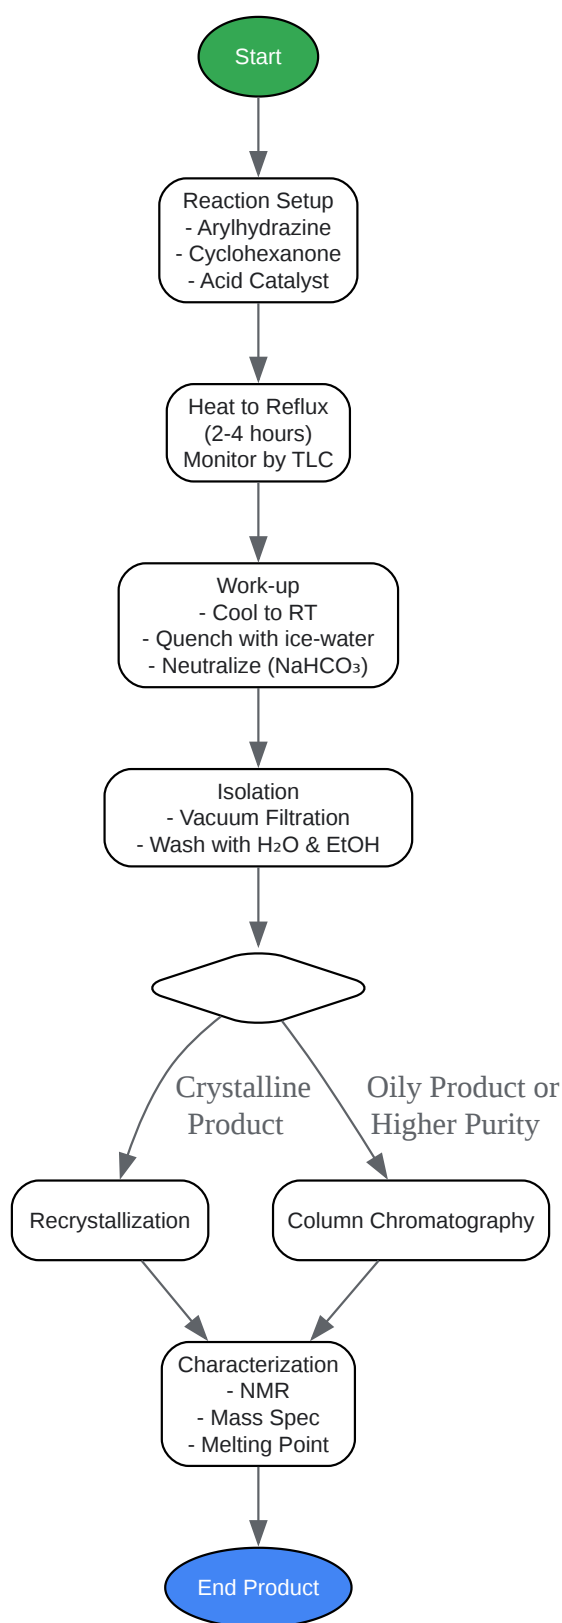 Start
Reaction Setup
- Arylhydrazine
- Cyclohexanone
- Acid Catalyst
Heat to Reflux
(2-4 hours)
Monitor by TLC
Work-up
- Cool to RT
- Quench with ice-water
- Neutralize (NaHCO₃)
Isolation
- Vacuum Filtration
- Wash with H₂O & EtOH
Crystalline
Product
Oily Product or
Higher Purity
Recrystallization
Column Chromatography
Characterization
- NMR
- Mass Spec
- Melting Point
End Product